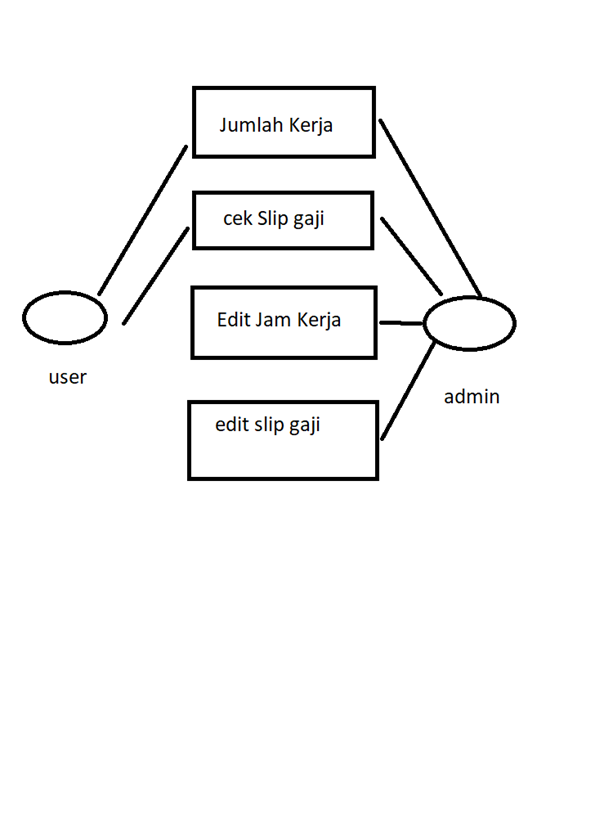 Jumlah Kerja
cek Slip gaji
Edit Jam Kerja
user
admin
edit slip gaji